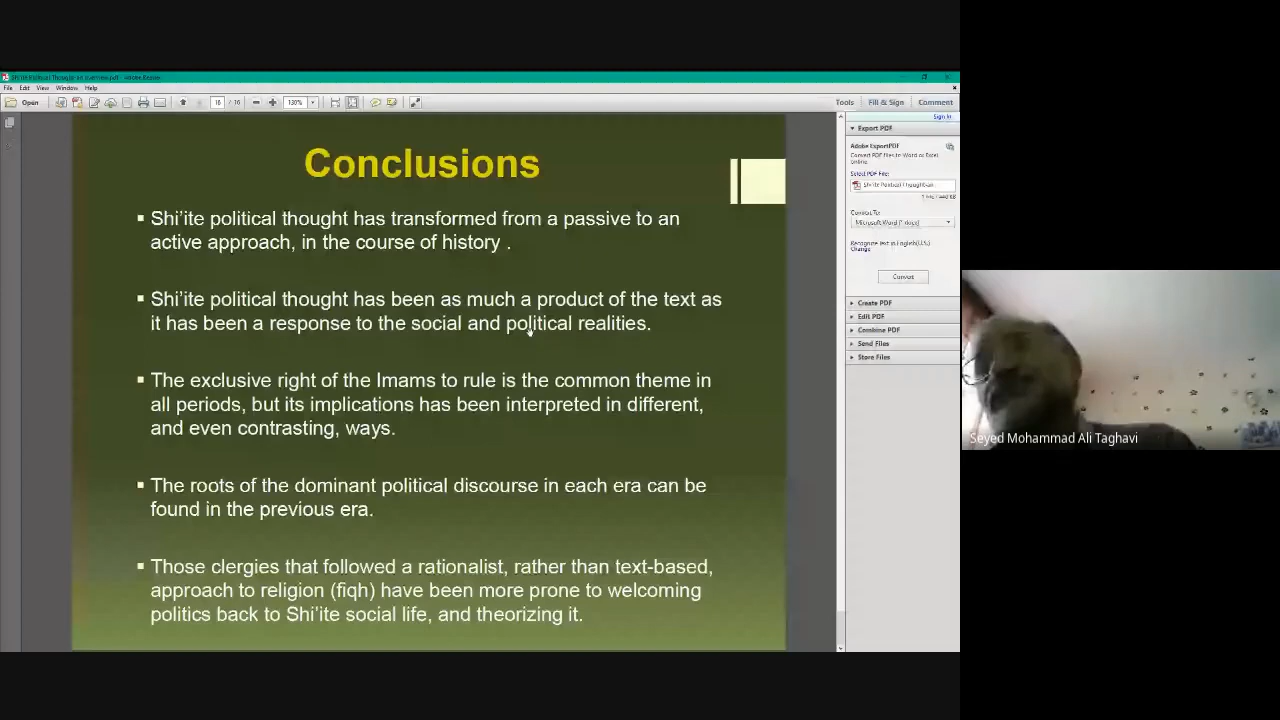 File Edit View Window Help
Open
16 / 16
130%
Tools
Fill & Sign
Comment
Sign In
Conclusions
▪ Shi'ite political thought has transformed from a passive to an
active approach, in the course of history .
▪ Shi'ite political thought has been as much a product of the text as
it has been a response to the social and political realities.
▪ The exclusive right of the Imams to rule is the common theme in
all periods, but its implications has been interpreted in different,
and even contrasting, ways.
▪ The roots of the dominant political discourse in each era can be
found in the previous era.
▪ Those clergies that followed a rationalist, rather than text-based,
approach to religion (fiqh) have been more prone to welcoming
politics back to Shi'ite social life, and theorizing it.
Export PDF
Adobe ExportPDF
Convert PDF files to Word or Excel
online
Select PDF File:
Convert To:
Microsoft Word (*.docx)
Recognize Text in English(U.S.)
Change
Convert
Create PDF
Edit PDF
Combine PDF
Send Files
Store Files
Seyed Mohammad Ali Taghavi